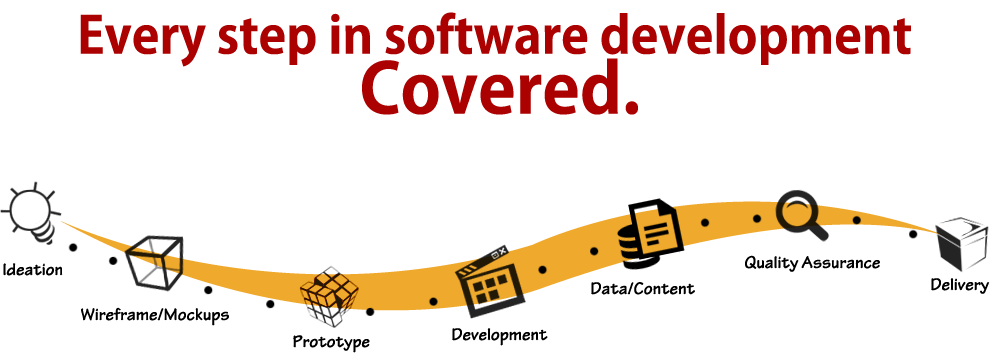 Every step in software development
Covered.
Ideation
Wireframe/Mockups
Prototype
Development
Data/Content
Quality Assurance
Delivery